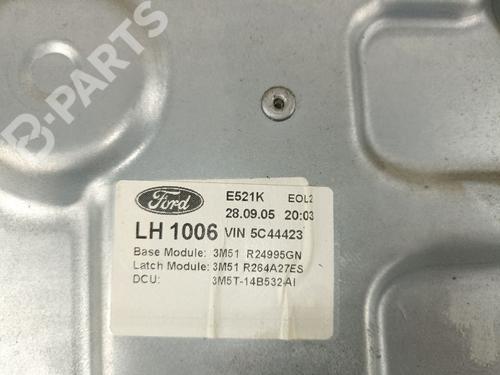 B-PARTS
Ford
E521K EOL2
28.09.05 20:03
LH 1006 VIN 5C44423
Base Module: 3M51 R24995GN
Latch Module: 3M51 R264A27ES
DCU: 3M5T-14B532-AI